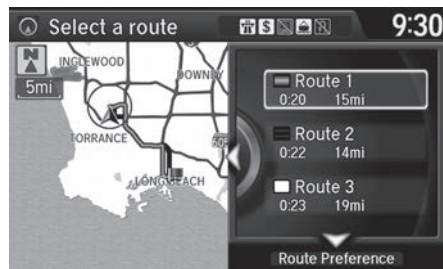 Select a route
$
9:30
N
5mi
INGLEWOOD
DOWNEY
TORRANCE
605
LONG BEACH
Route 1
0:20 15mi
Route 2
0:22 14mi
Route 3
0:23 19mi
Route Preference